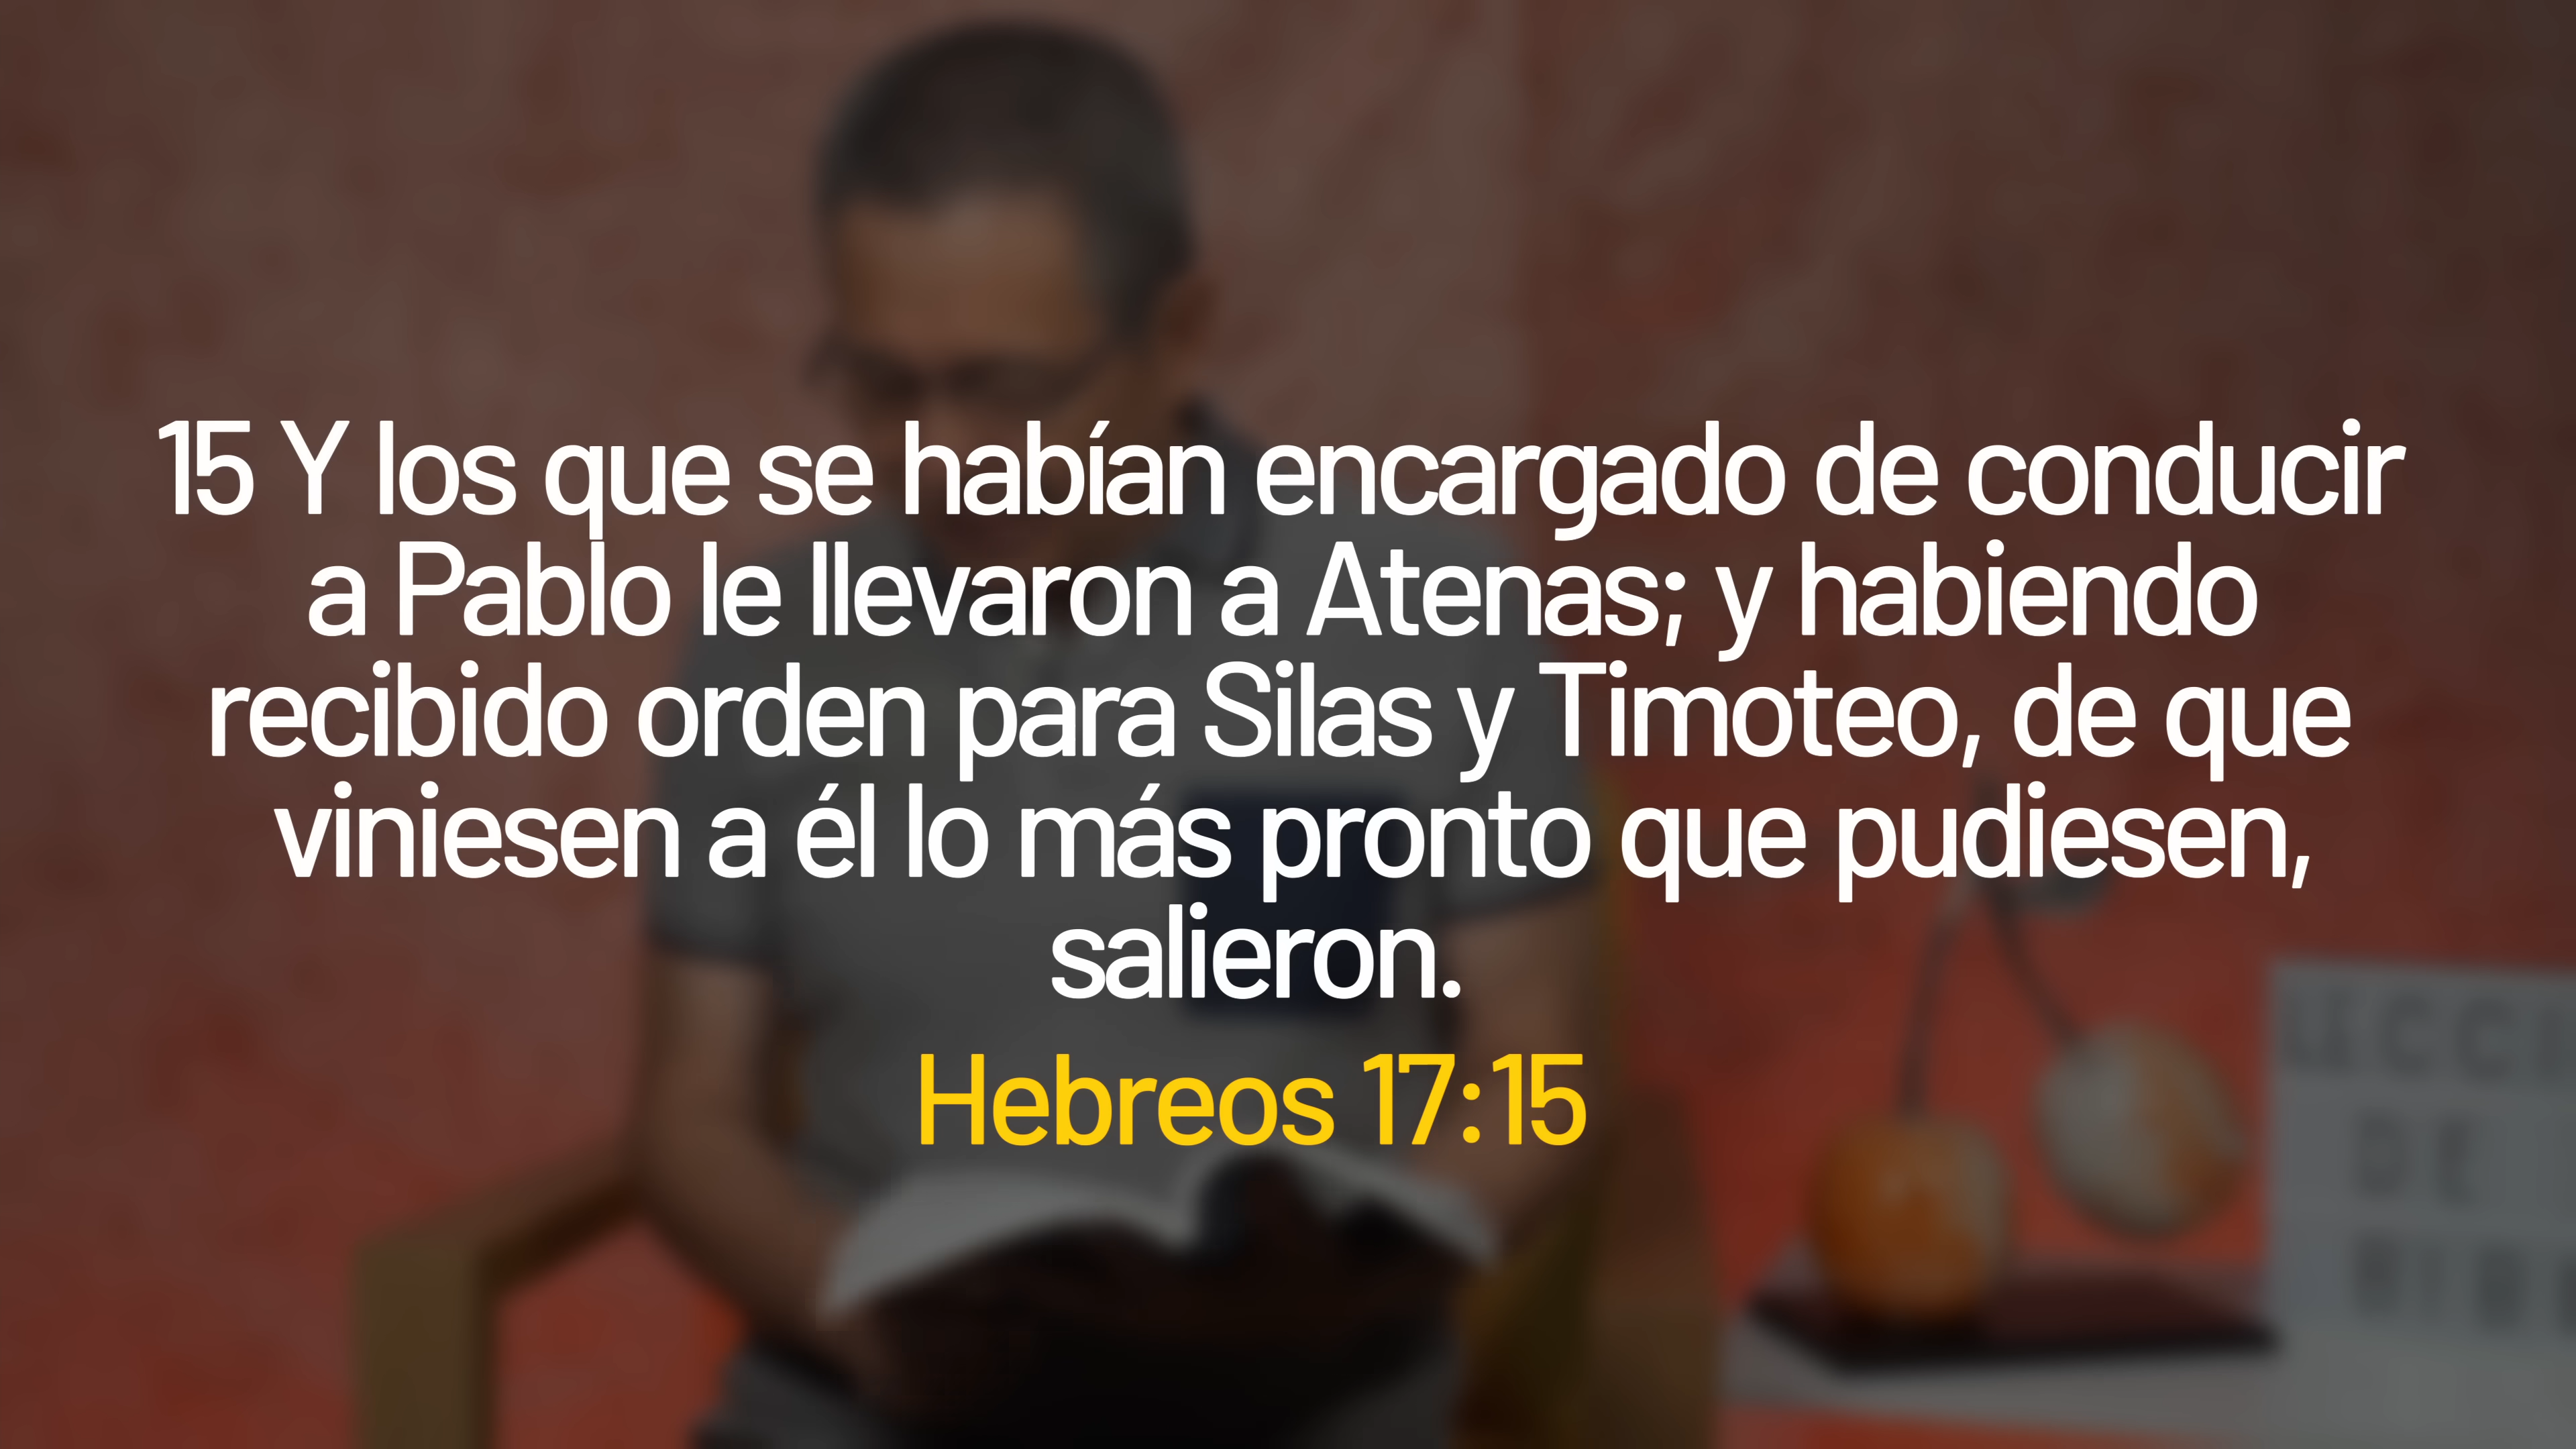 15 Y los que se habían encargado de conducir
a Pablo le llevaron a Atenas; y habiendo
recibido orden para Silas y Timoteo, de que
viniesen a él lo más pronto que pudiesen,
salieron.
Hebreos 17:15
DE